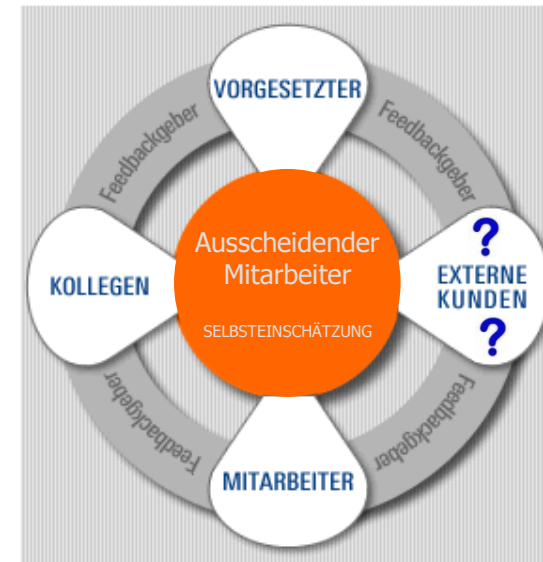 VORGESETZTER
Feedbackgeber
Feedbackgeber
Ausscheidender
Mitarbeiter
SELBSTEINSCHÄTZUNG
KOLLEGEN
?
EXTERNE
KUNDEN
?
Feedbackgeber
Feedbackgeber
MITARBEITER